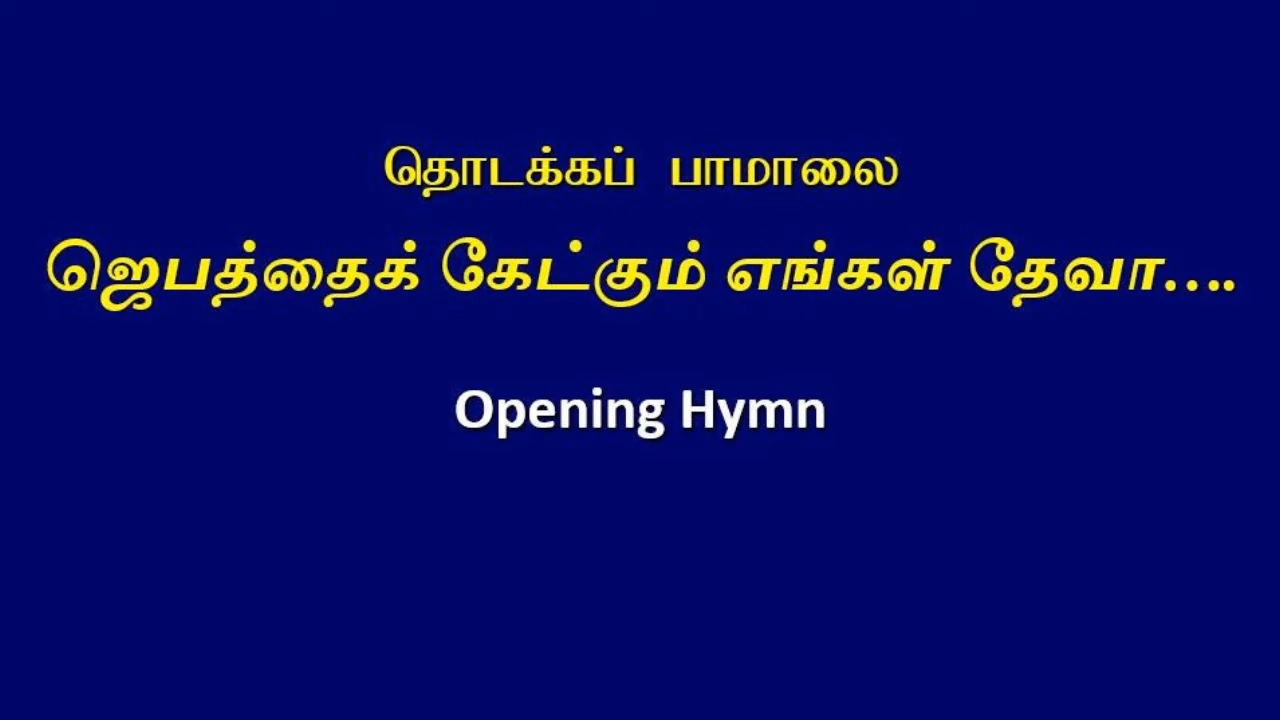 தொடக்கப் பாமாலை
ஜெபத்தைக் கேட்கும் எங்கள் தேவா....
Opening Hymn